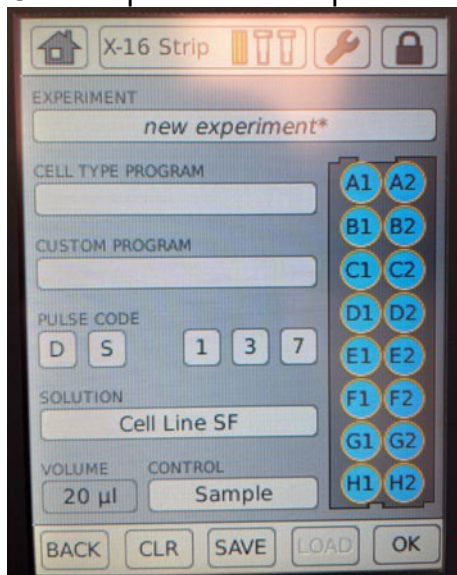 X-16 Strip
EXPERIMENT
new experiment*
CELL TYPE PROGRAM
CUSTOM PROGRAM
PULSE CODE
D S 1 3 7
SOLUTION
Cell Line SF
VOLUME CONTROL
20 µl Sample
A1 A2
B1 B2
C1 C2
D1 D2
E1 E2
F1 F2
G1 G2
H1 H2
BACK CLR SAVE LOAD OK